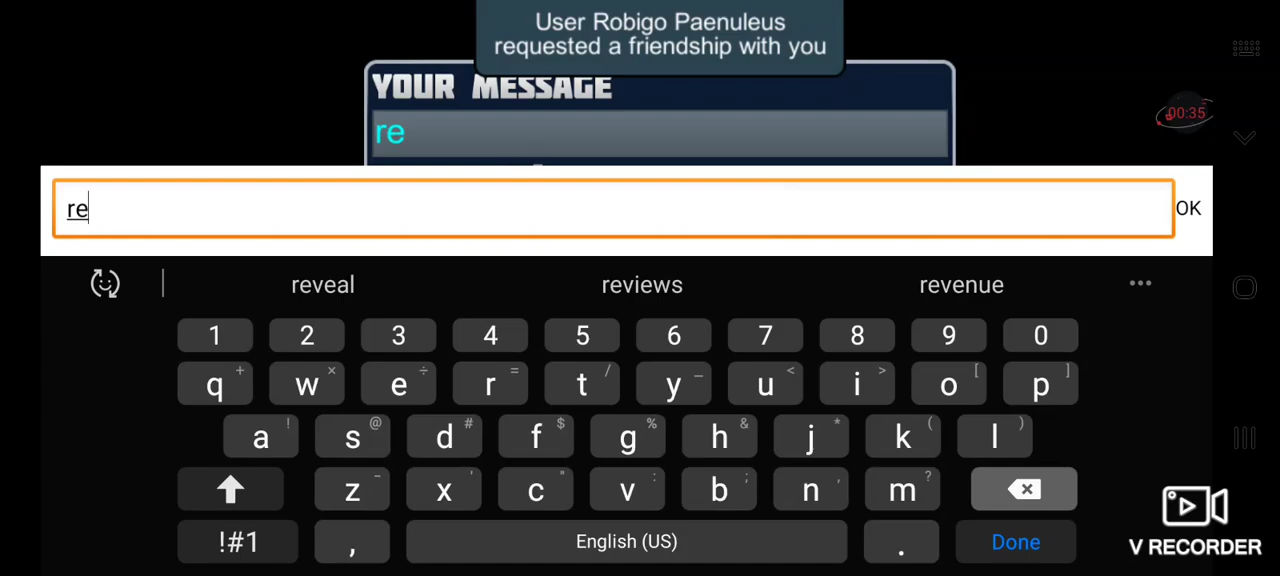 User Robigo Paenuleus
requested a friendship with you
YOUR MESSAGE
re
00:35
re
OK
reveal reviews revenue
1 2 3 4 5 6 7 8 9 0
q + w × e ÷ r = t / y _ u < i > o [ p ]
a ! s @ d # f $ g % h & j * k ( l )
z - x ' c " v : b ; n , m ?
!#1 , English (US) . Done
V RECORDER